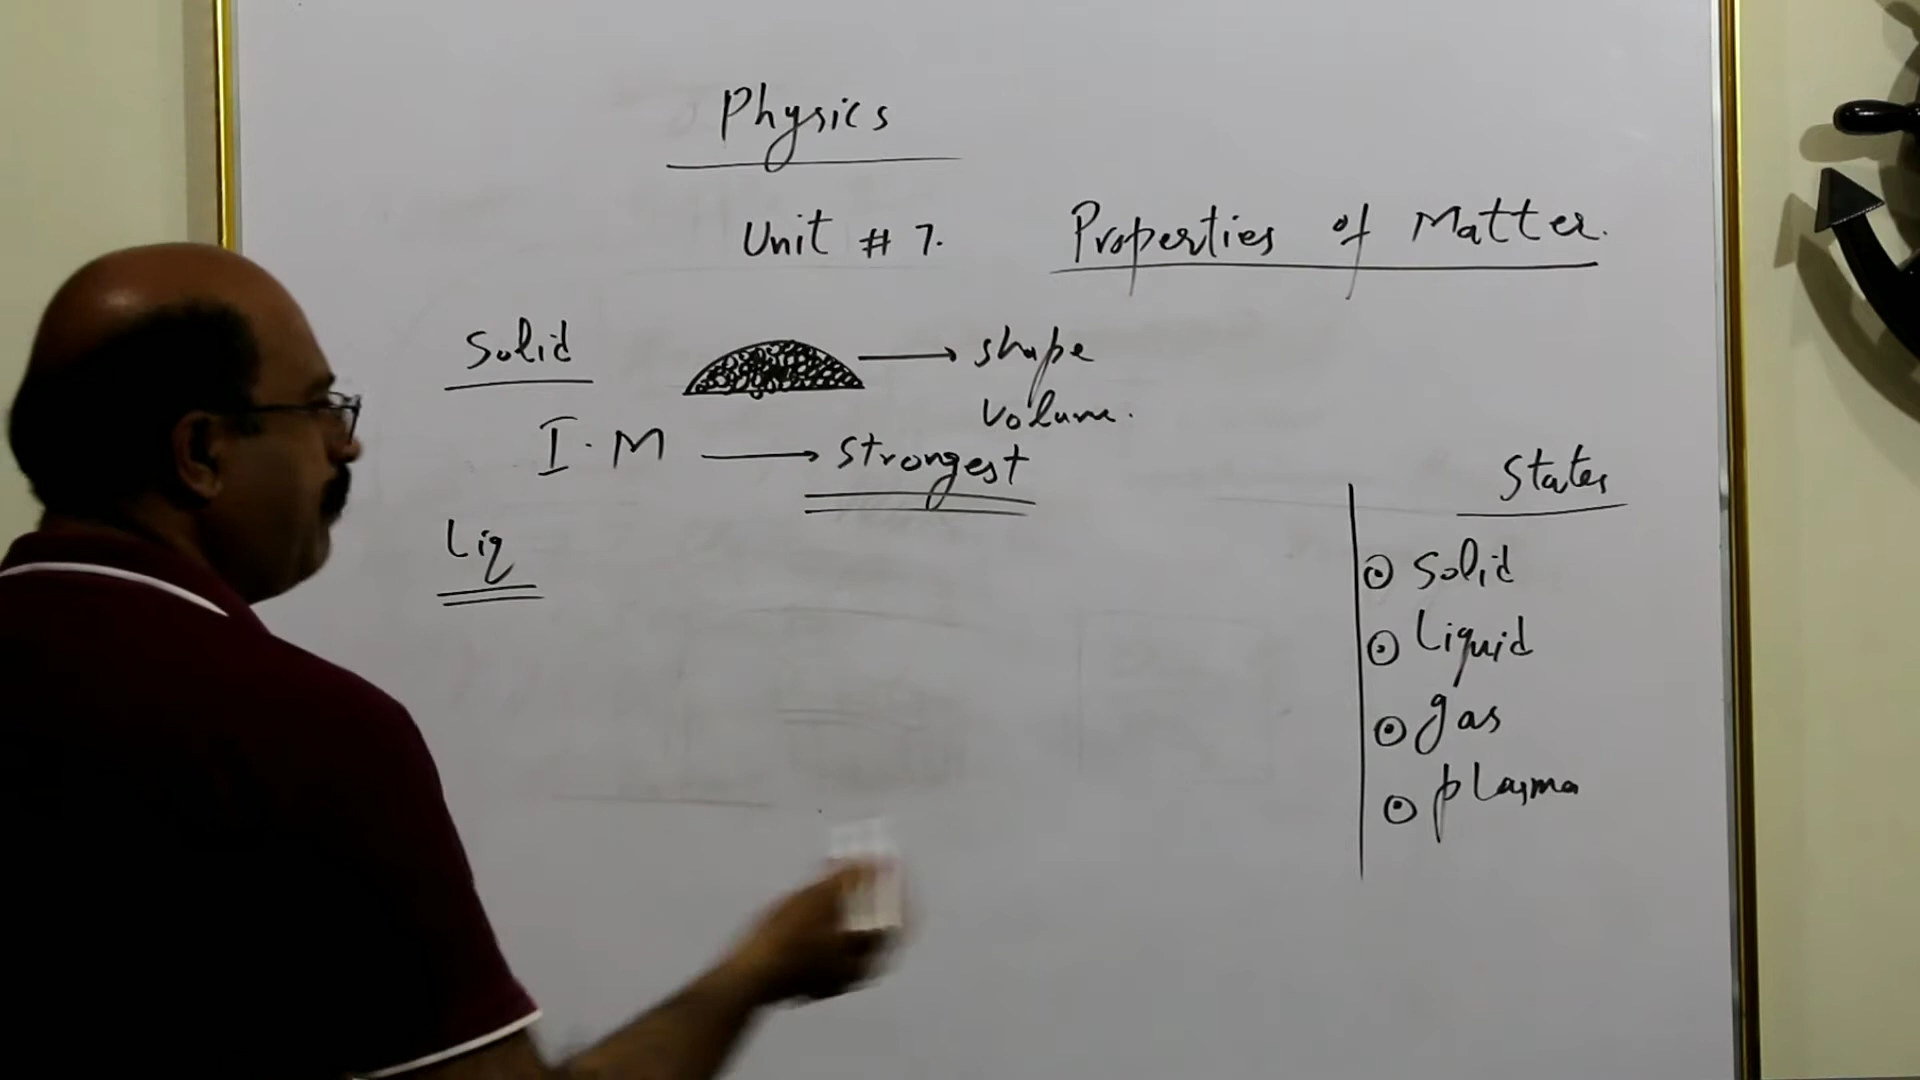 Physics
Unit # 7. Properties of Matter.
Solid shape
volume.
I.M strongest
Liq
States
solid
Liquid
gas
plasma